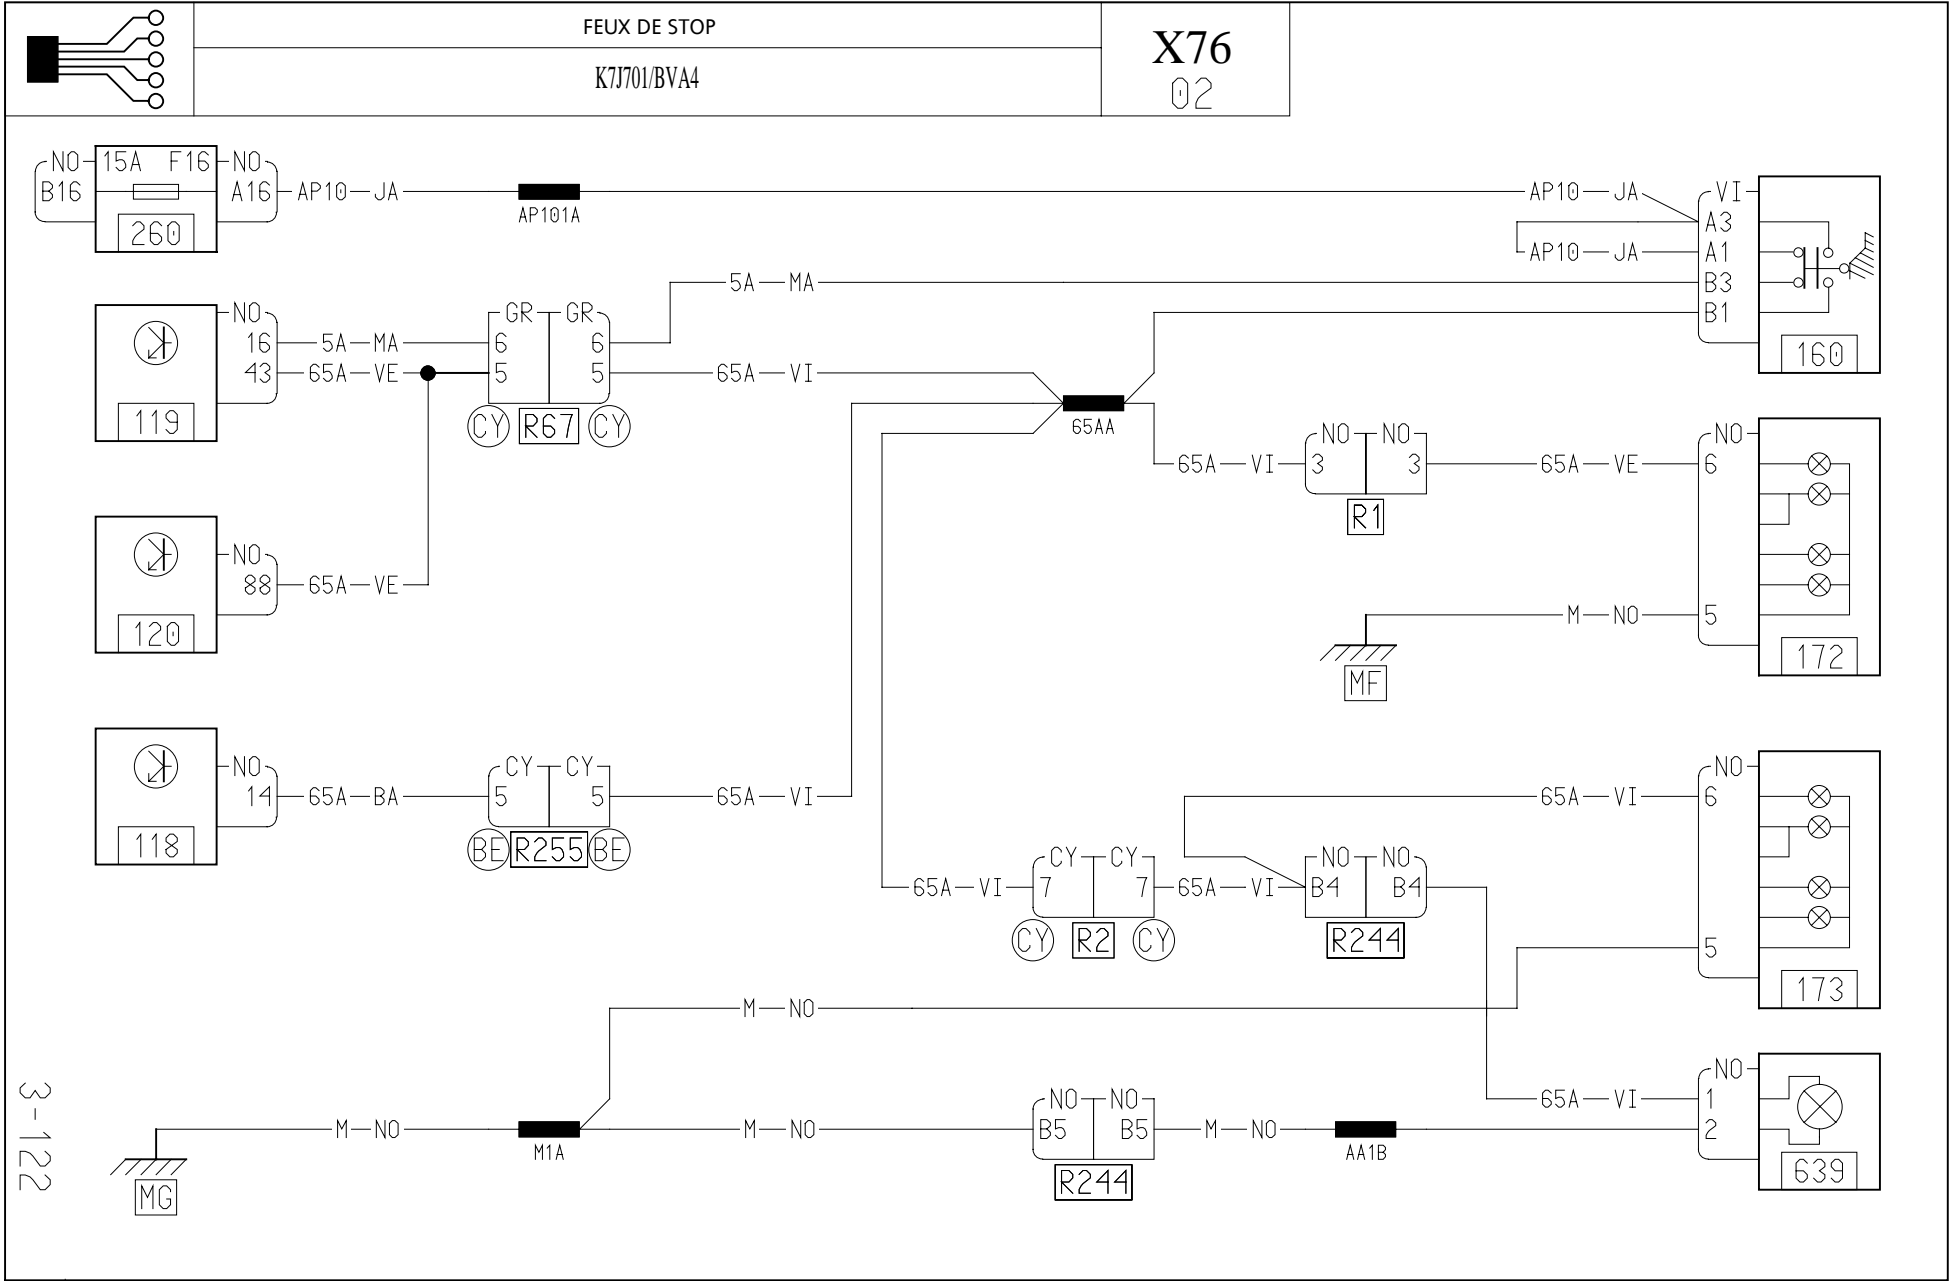 FEUX DE STOP
K7J701/BVA4
X76
02
NO 15A F16 NO
B16 A16 AP10 JA AP101A AP10 JA VI
260
A3
AP10 JA A1
5A MA B3
B1
160
NO GR GR
16 5A MA 6 6
43 65A VE 5 5 65A VI
119
CY R67 CY
65AA
NO NO NO
65A VI 3 3 65A VE 6
R1
NO
88 65A VE
120
M NO 5
MF
172
NO CY CY
14 65A BA 5 5 65A VI
118
BE R255 BE
NO
65A VI 6
CY CY NO NO
65A VI 7 7 65A VI B4 B4
CY R2 CY
R244
5
173
M NO
NO
65A VI 1
NO NO
M NO M1A M NO B5 B5 M NO AA1B 2
R244
639
MG
3-122